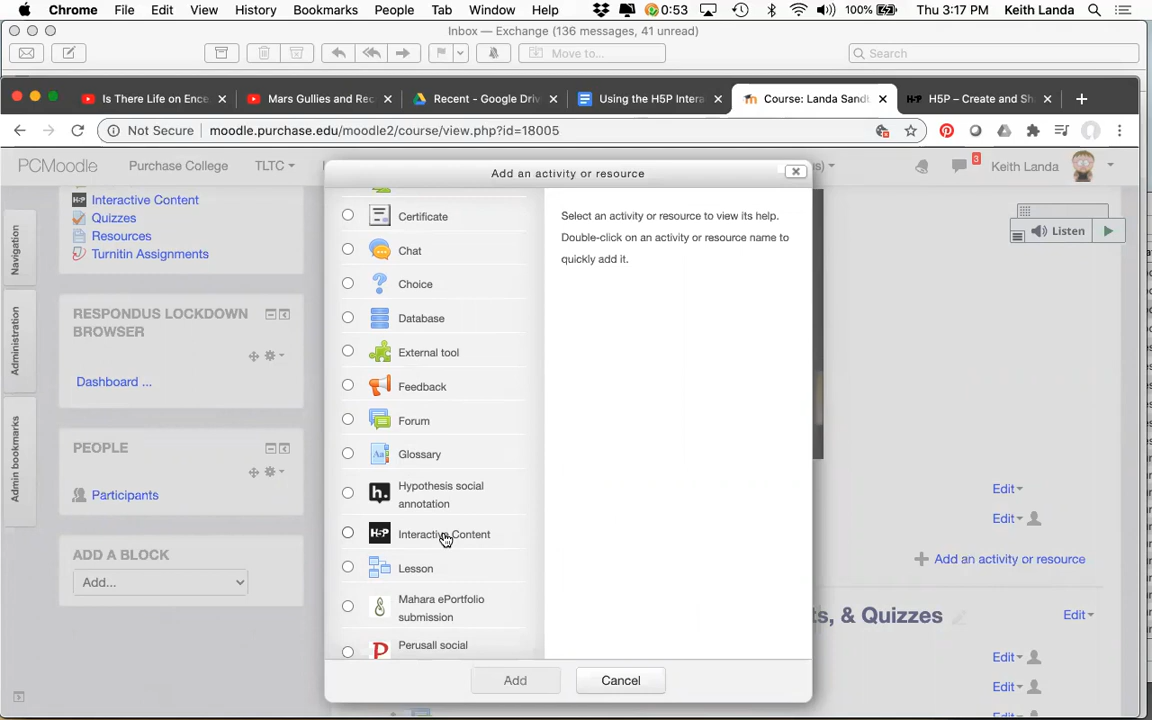 Chrome File Edit View History Bookmarks People Tab Window Help 0:53 100% Thu 3:17 PM Keith Landa
Inbox — Exchange (136 messages, 41 unread)
Move to...
Search
Is There Life on Ence
Mars Gullies and Rec
Recent - Google Driv
Using the H5P Intera
Course: Landa Sand
H5P – Create and Sh
Not Secure moodle.purchase.edu/moodle2/course/view.php?id=18005
PCMoodle Purchase College TLTC
3 Keith Landa
Add an activity or resource
Navigation
Administration
Admin bookmarks
Interactive Content
Quizzes
Resources
Turnitin Assignments
RESPONDUS LOCKDOWN
BROWSER
Dashboard ...
PEOPLE
Participants
ADD A BLOCK
Add...
Certificate
Chat
Choice
Database
External tool
Feedback
Forum
Glossary
Hypothesis social
annotation
Interactive Content
Lesson
Mahara ePortfolio
submission
Perusall social
Select an activity or resource to view its help.
Double-click on an activity or resource name to
quickly add it.
Add Cancel
Listen
Edit
Edit
Add an activity or resource
ts, & Quizzes
Edit
Edit
Edit